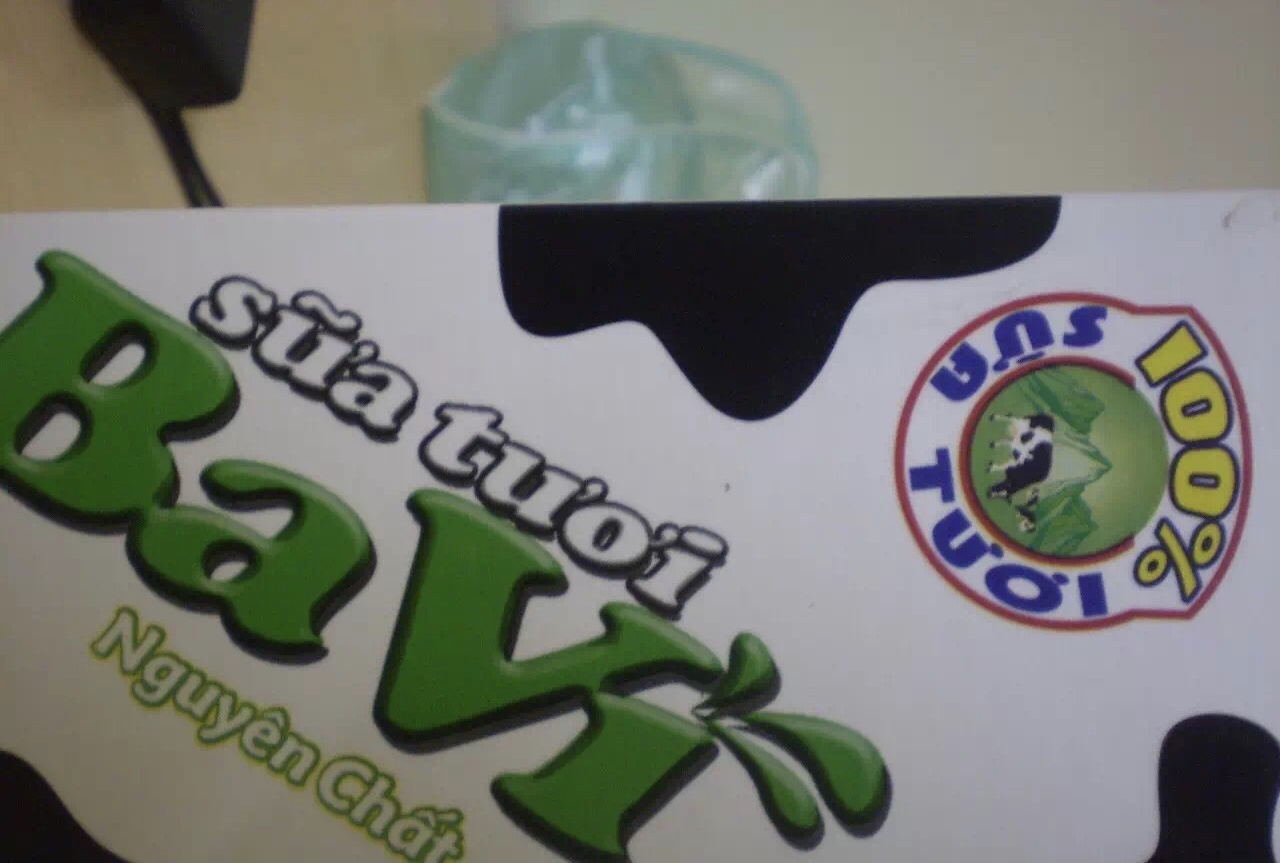 sữa tươi
Ba Vì
Nguyên Chất
100%
SỮA TƯƠI